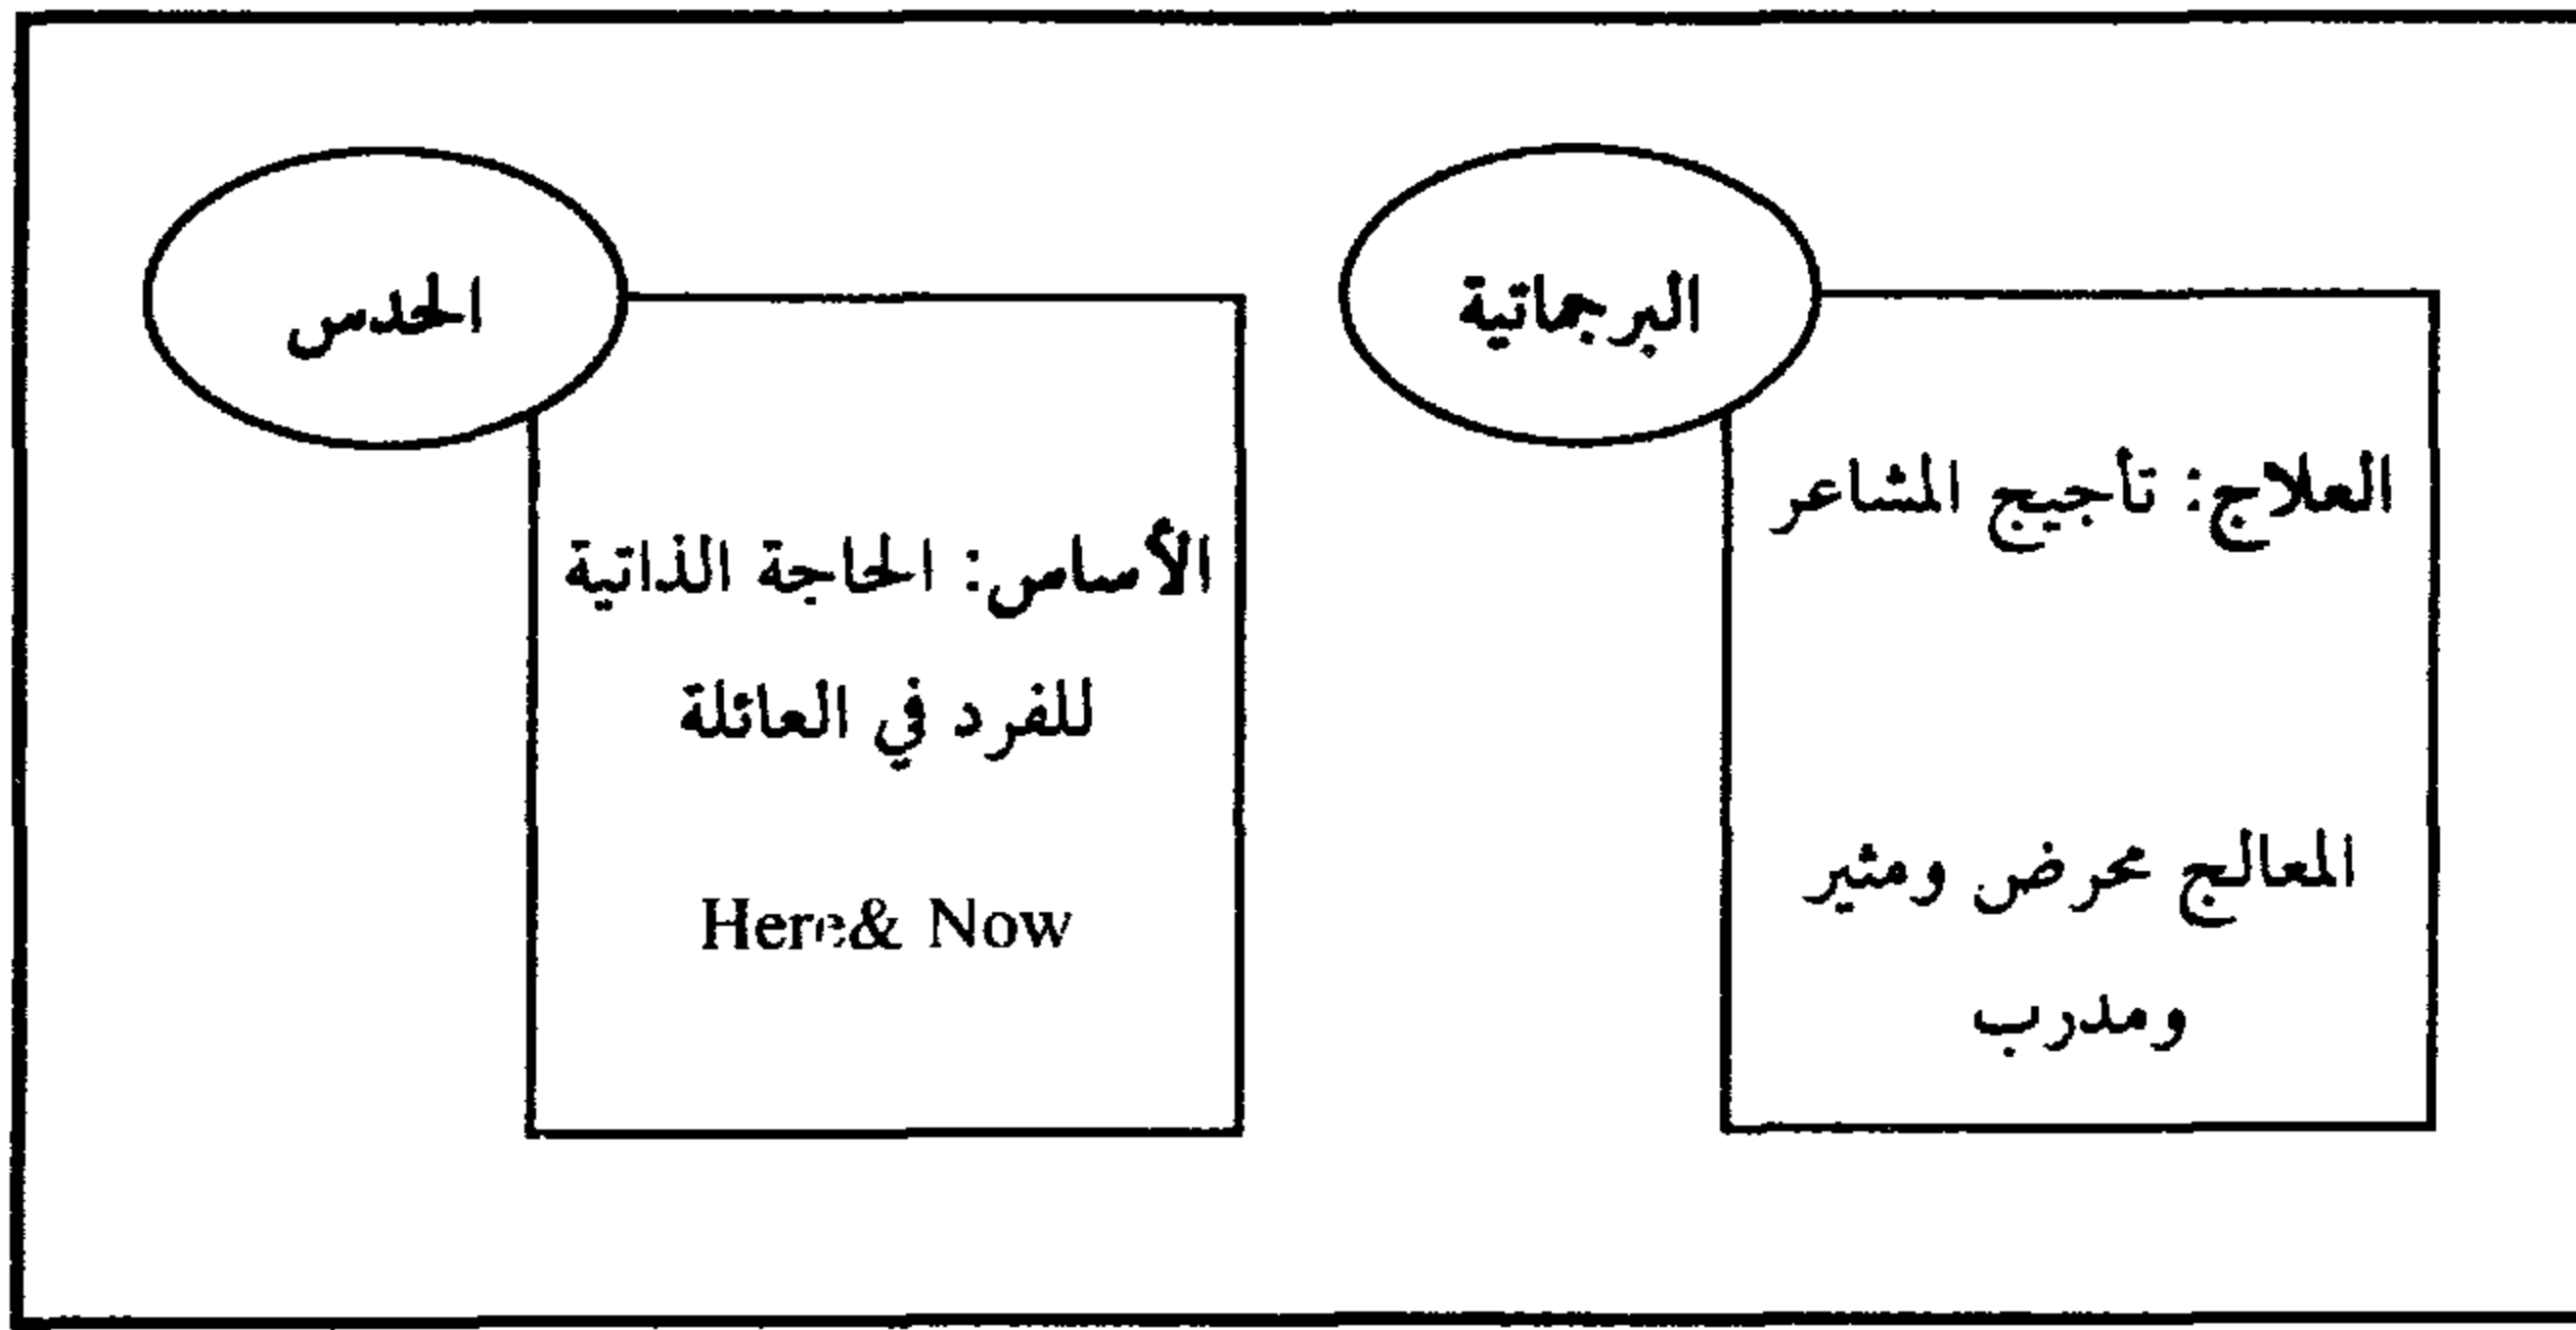 البرجماتية
العلاج: تأجيج المشاعر
المعالج محرض ومثير
ومدرب
الحدس
الأساس: الحاجة الذاتية
للفرد في العائلة
Here& Now